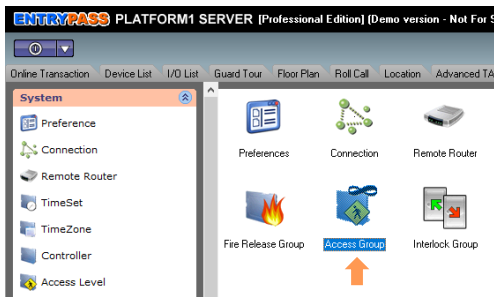 ENTRYPASS PLATFORM1 SERVER [Professional Edition] (Demo version - Not For S
Online Transaction Device List I/O List Guard Tour Floor Plan Roll Call Location Advanced TA
System
Preference
Connection
Remote Router
TimeSet
TimeZone
Controller
Access Level
Preferences Connection Remote Router
Fire Release Group Access Group Interlock Group